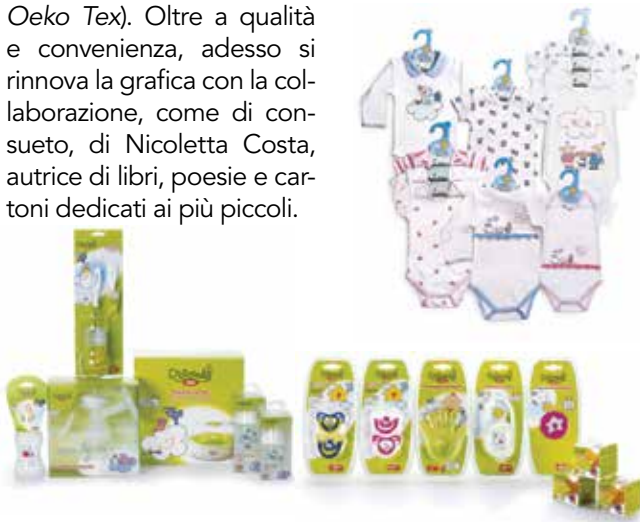 Oeko Tex). Oltre a qualità
e convenienza, adesso si
rinnova la grafica con la col-
laborazione, come di con-
sueto, di Nicoletta Costa,
autrice di libri, poesie e car-
toni dedicati ai più piccoli.